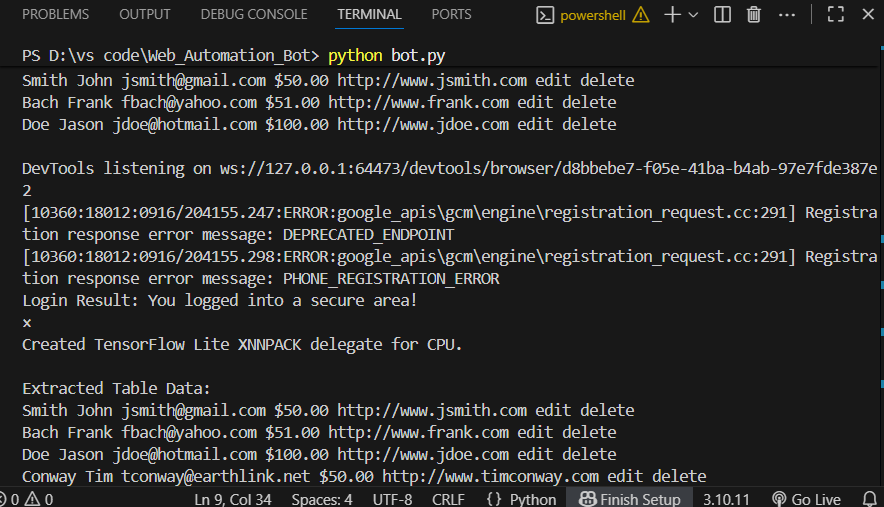 PROBLEMS OUTPUT DEBUG CONSOLE TERMINAL PORTS powershell
PS D:\vs code\Web_Automation_Bot> python bot.py
Smith John jsmith@gmail.com $50.00 http://www.jsmith.com edit delete
Bach Frank fbach@yahoo.com $51.00 http://www.frank.com edit delete
Doe Jason jdoe@hotmail.com $100.00 http://www.jdoe.com edit delete
DevTools listening on ws://127.0.0.1:64473/devtools/browser/d8bbebe7-f05e-41ba-b4ab-97e7fde387e
2
[10360:18012:0916/204155.247:ERROR:google_apis\gcm\engine\registration_request.cc:291] Registra
tion response error message: DEPRECATED_ENDPOINT
[10360:18012:0916/204155.298:ERROR:google_apis\gcm\engine\registration_request.cc:291] Registra
tion response error message: PHONE_REGISTRATION_ERROR
Login Result: You logged into a secure area!
x
Created TensorFlow Lite XNNPACK delegate for CPU.
Extracted Table Data:
Smith John jsmith@gmail.com $50.00 http://www.jsmith.com edit delete
Bach Frank fbach@yahoo.com $51.00 http://www.frank.com edit delete
Doe Jason jdoe@hotmail.com $100.00 http://www.jdoe.com edit delete
Conway Tim tconway@earthlink.net $50.00 http://www.timconway.com edit delete
0 0 Ln 9, Col 34 Spaces: 4 UTF-8 CRLF {} Python Finish Setup 3.10.11 Go Live